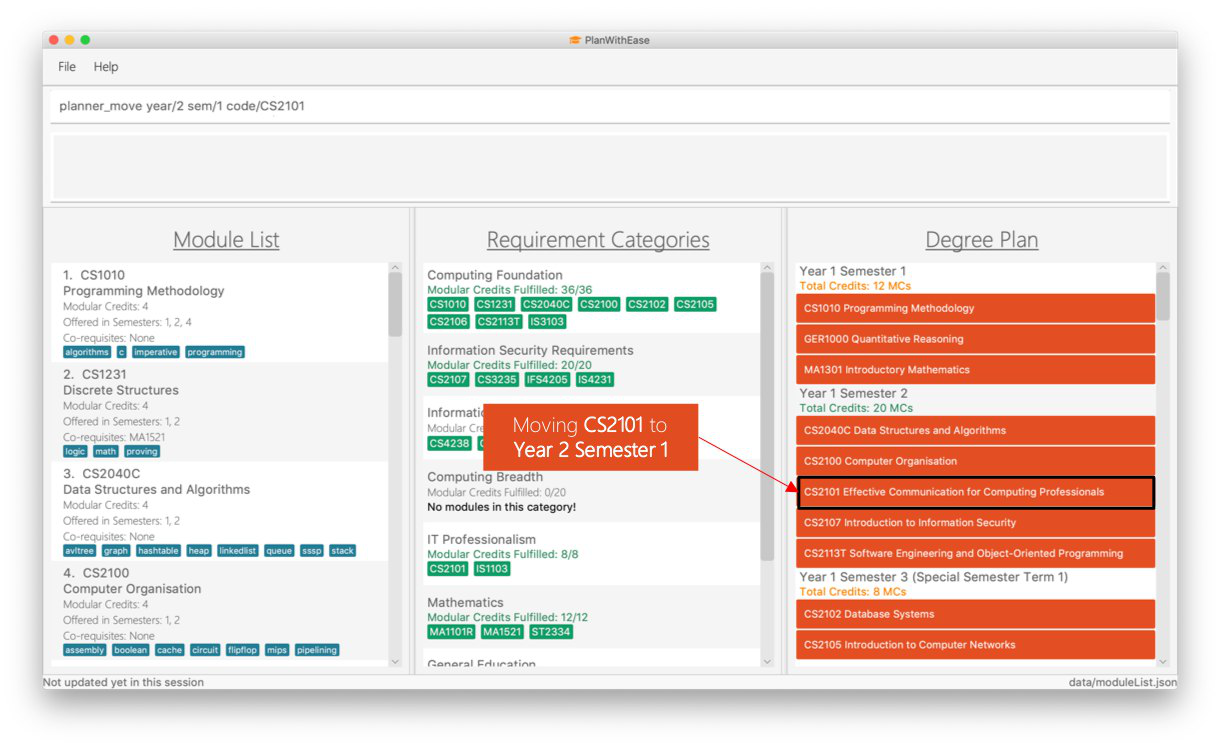 PlanWithEase
File Help
planner_move year/2 sem/1 code/CS2101
Module List
1. CS1010
Programming Methodology
Modular Credits: 4
Offered in Semesters: 1, 2, 4
Co-requisites: None
algorithms c imperative programming
2. CS1231
Discrete Structures
Modular Credits: 4
Offered in Semesters: 1, 2
Co-requisites: MA1521
logic math proving
3. CS2040C
Data Structures and Algorithms
Modular Credits: 4
Offered in Semesters: 1, 2
Co-requisites: None
avltree graph hashtable heap linkedlist queue sssp stack
4. CS2100
Computer Organisation
Modular Credits: 4
Offered in Semesters: 1, 2
Co-requisites: None
assembly boolean cache circuit flipflop mips pipelining
Requirement Categories
Computing Foundation
Modular Credits Fulfilled: 36/36
CS1010 CS1231 CS2040C CS2100 CS2102 CS2105
CS2106 CS2113T IS3103
Information Security Requirements
Modular Credits Fulfilled: 20/20
CS2107 CS3235 IFS4205 IS4231
Modular
CS4238
Moving CS2101 to
Year 2 Semester 1
Computing Breadth
Modular Credits Fulfilled: 0/20
No modules in this category!
IT Professionalism
Modular Credits Fulfilled: 8/8
CS2101 IS1103
Mathematics
Modular Credits Fulfilled: 12/12
MA1101R MA1521 ST2334
General Education
Degree Plan
Year 1 Semester 1
Total Credits: 12 MCs
CS1010 Programming Methodology
GER1000 Quantitative Reasoning
MA1301 Introductory Mathematics
Year 1 Semester 2
Total Credits: 20 MCs
CS2040C Data Structures and Algorithms
CS2100 Computer Organisation
CS2101 Effective Communication for Computing Professionals
CS2107 Introduction to Information Security
CS2113T Software Engineering and Object-Oriented Programming
Year 1 Semester 3 (Special Semester Term 1)
Total Credits: 8 MCs
CS2102 Database Systems
CS2105 Introduction to Computer Networks
Not updated yet in this session
data/moduleList.json